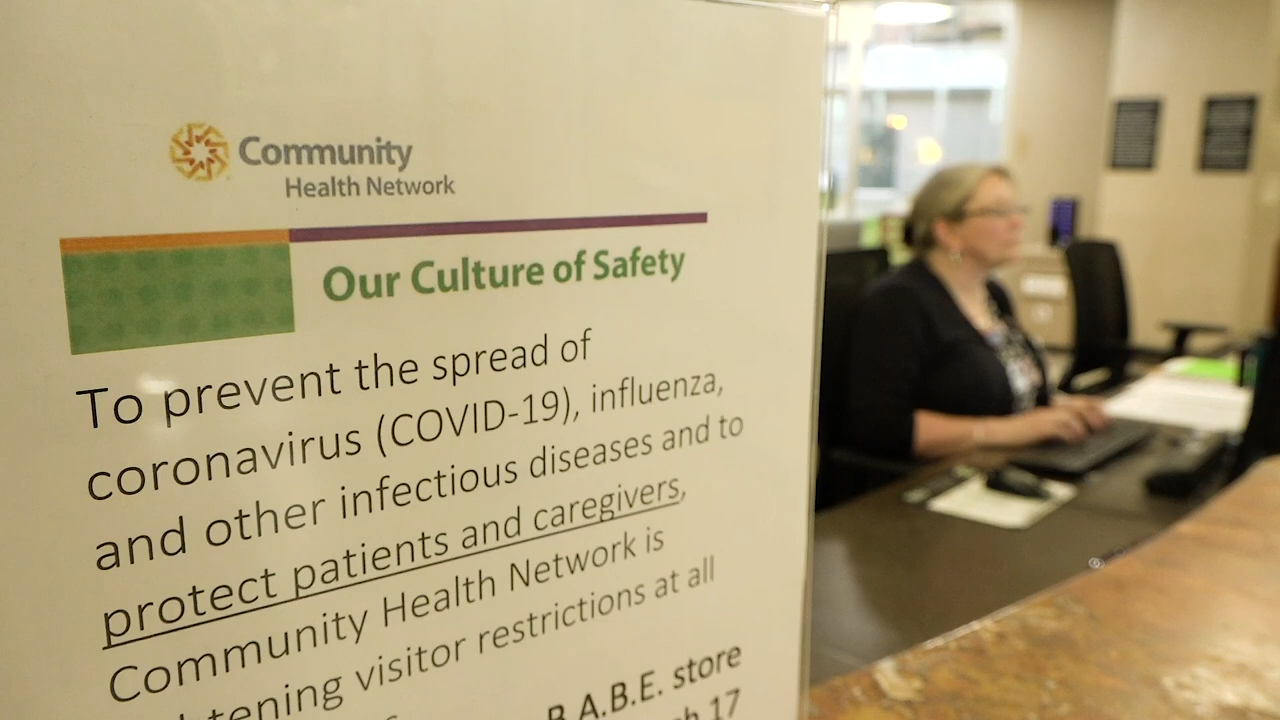 Community
Health Network
Our Culture of Safety
To prevent the spread of
coronavirus (COVID-19), influenza,
and other infectious diseases and to
protect patients and caregivers,
Community Health Network is
visitor restrictions at all
B.A.B.E. store
17